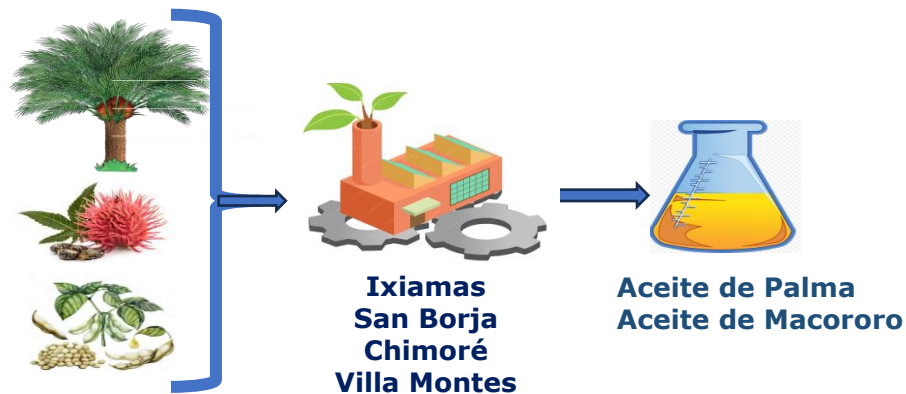 Ixiamas
San Borja
Chimoré
Villa Montes
Aceite de Palma
Aceite de Macororo